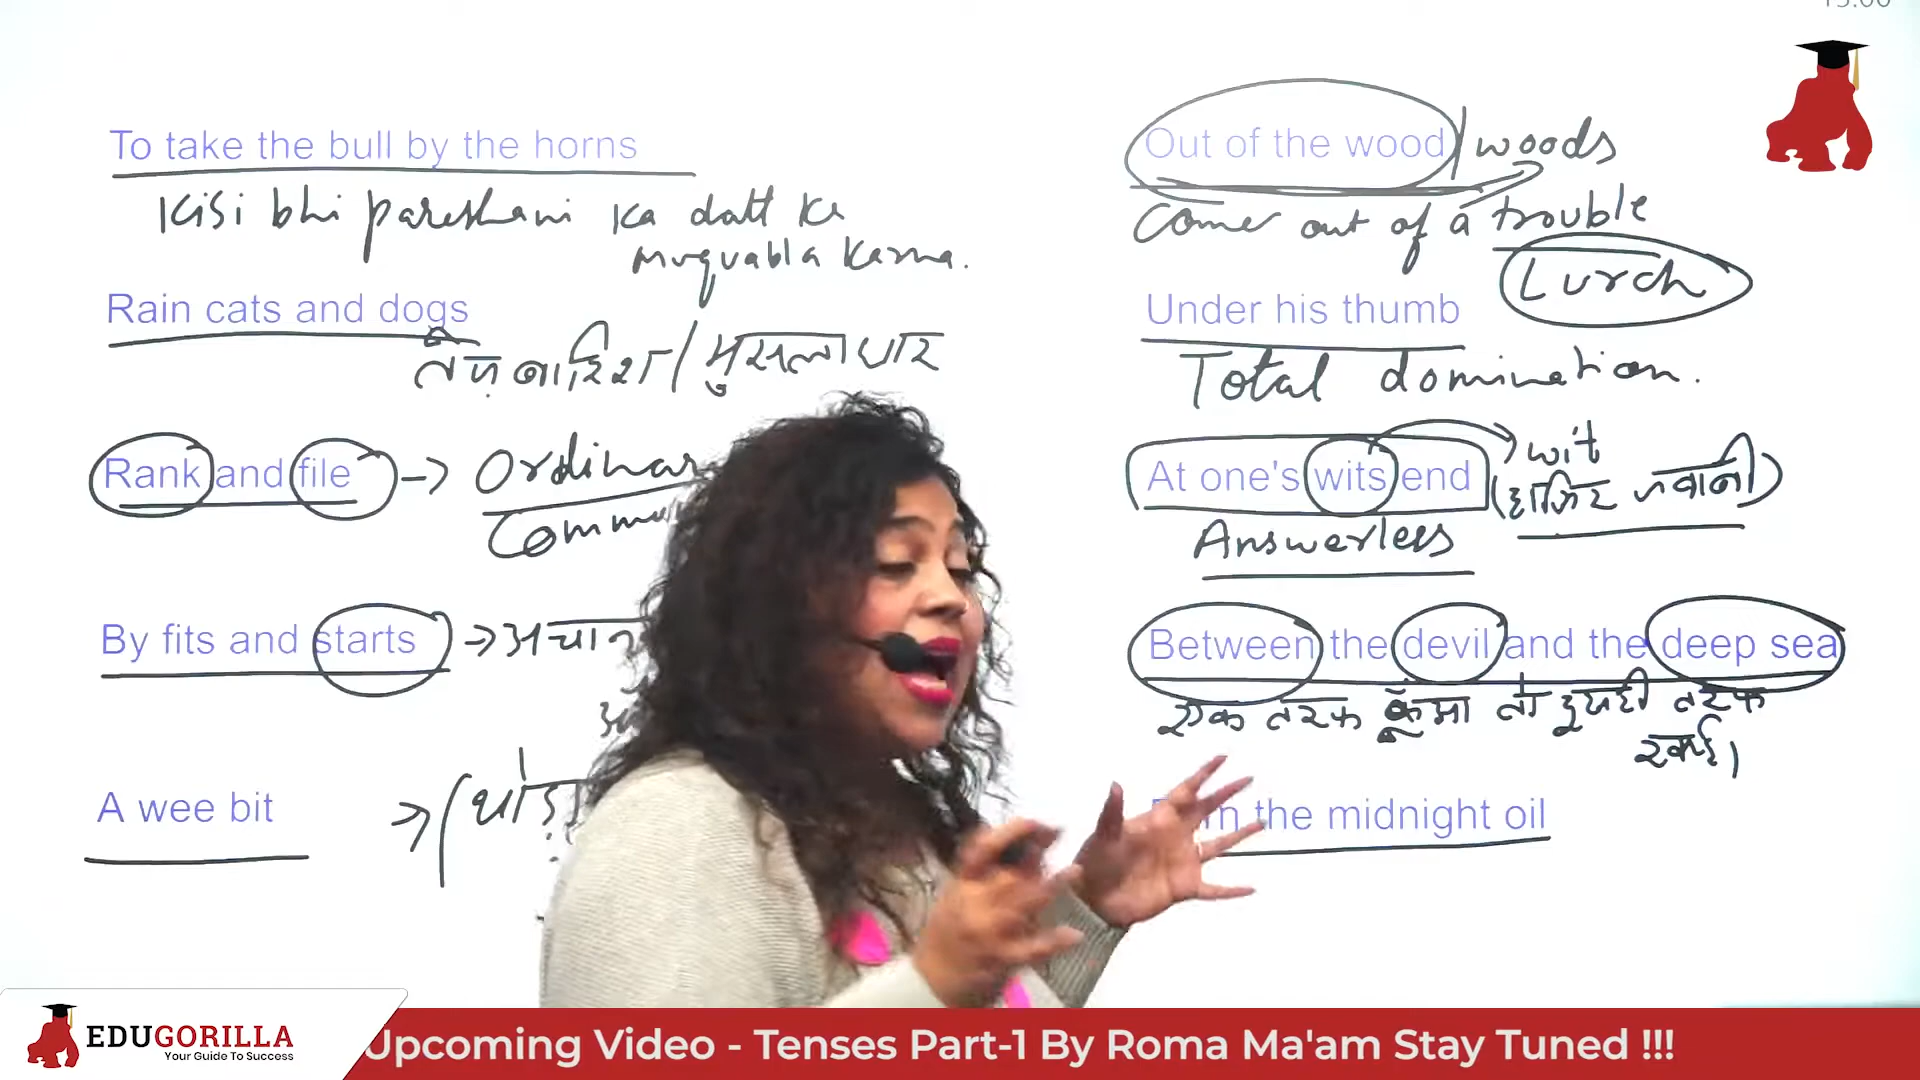 To take the bull by the horns
Kisi bhi pareshani ka datt ke
muquabla karna.
Rain cats and dogs
तेज़ बारिश / मुसलाधार
Rank and file → Ordinar
Commo
By fits and starts → अचान
A wee bit → (थोड़ा
Out of the wood / woods
Come out of a trouble
Lurch
Under his thumb
Total domination.
At one's wits end → wit
(हाज़िर जवाबी)
Answerless
Between the devil and the deep sea
एक तरफ कुँआ तो दूसरी तरफ
खाई।
the midnight oil
EDUGORILLA
Your Guide To Success
Upcoming Video - Tenses Part-1 By Roma Ma'am Stay Tuned !!!